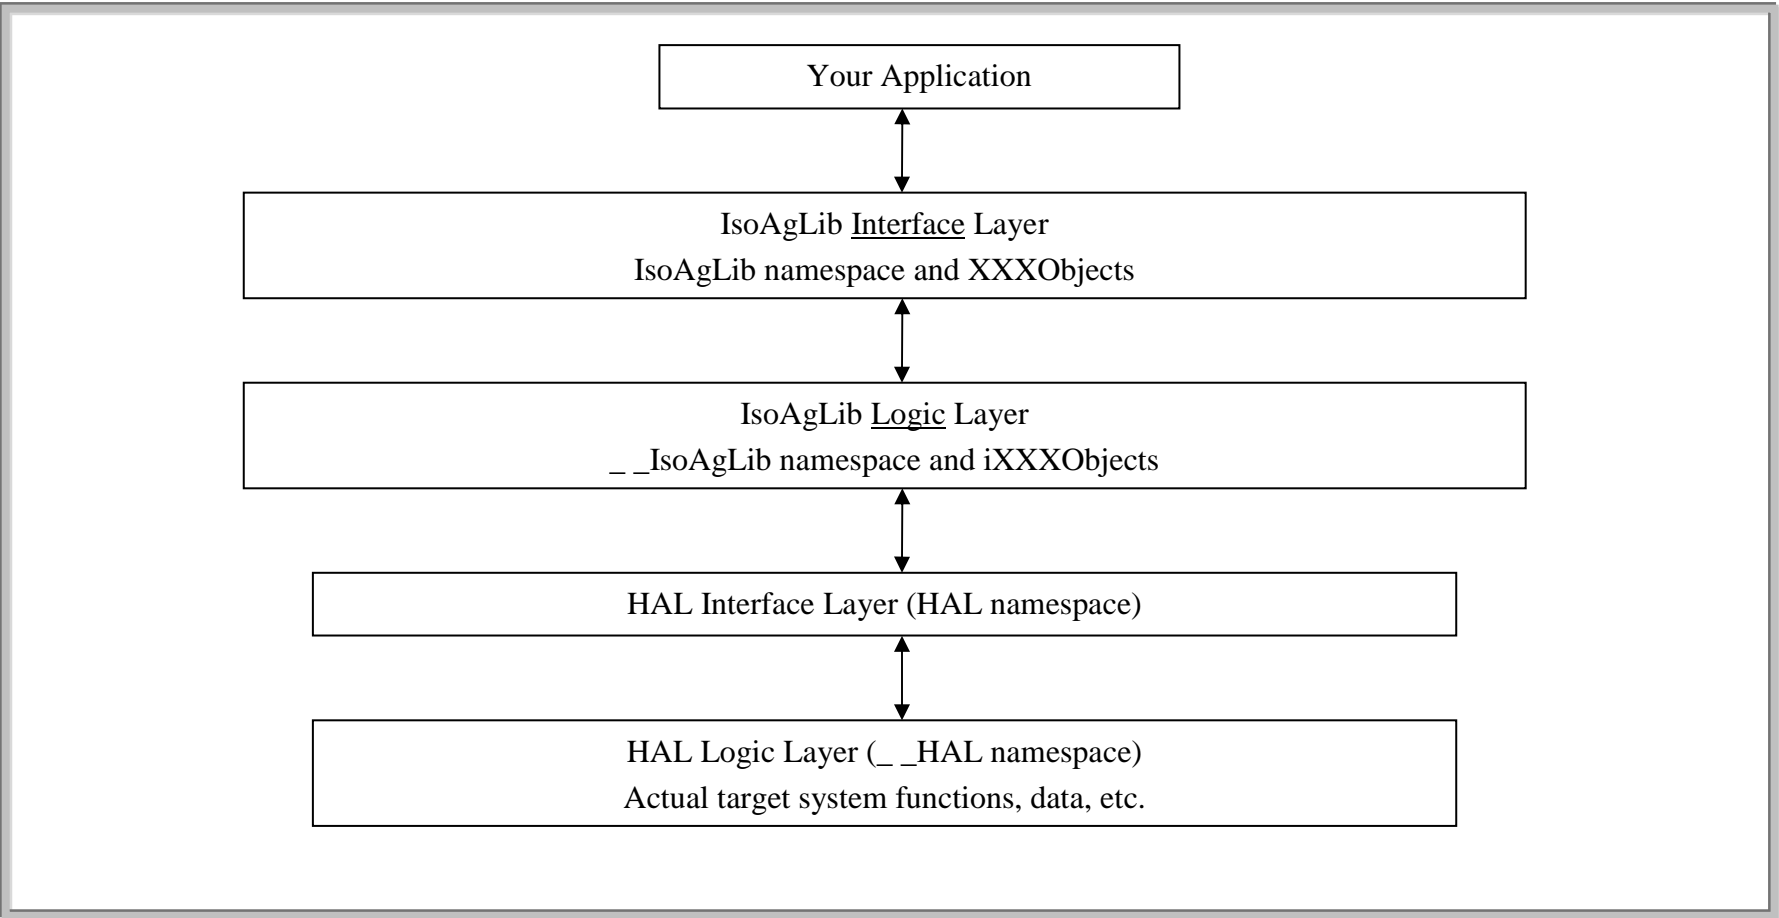 Your Application
IsoAgLib Interface Layer
IsoAgLib namespace and XXXObjects
IsoAgLib Logic Layer
_ _IsoAgLib namespace and iXXXObjects
HAL Interface Layer (HAL namespace)
HAL Logic Layer (_ _HAL namespace)
Actual target system functions, data, etc.